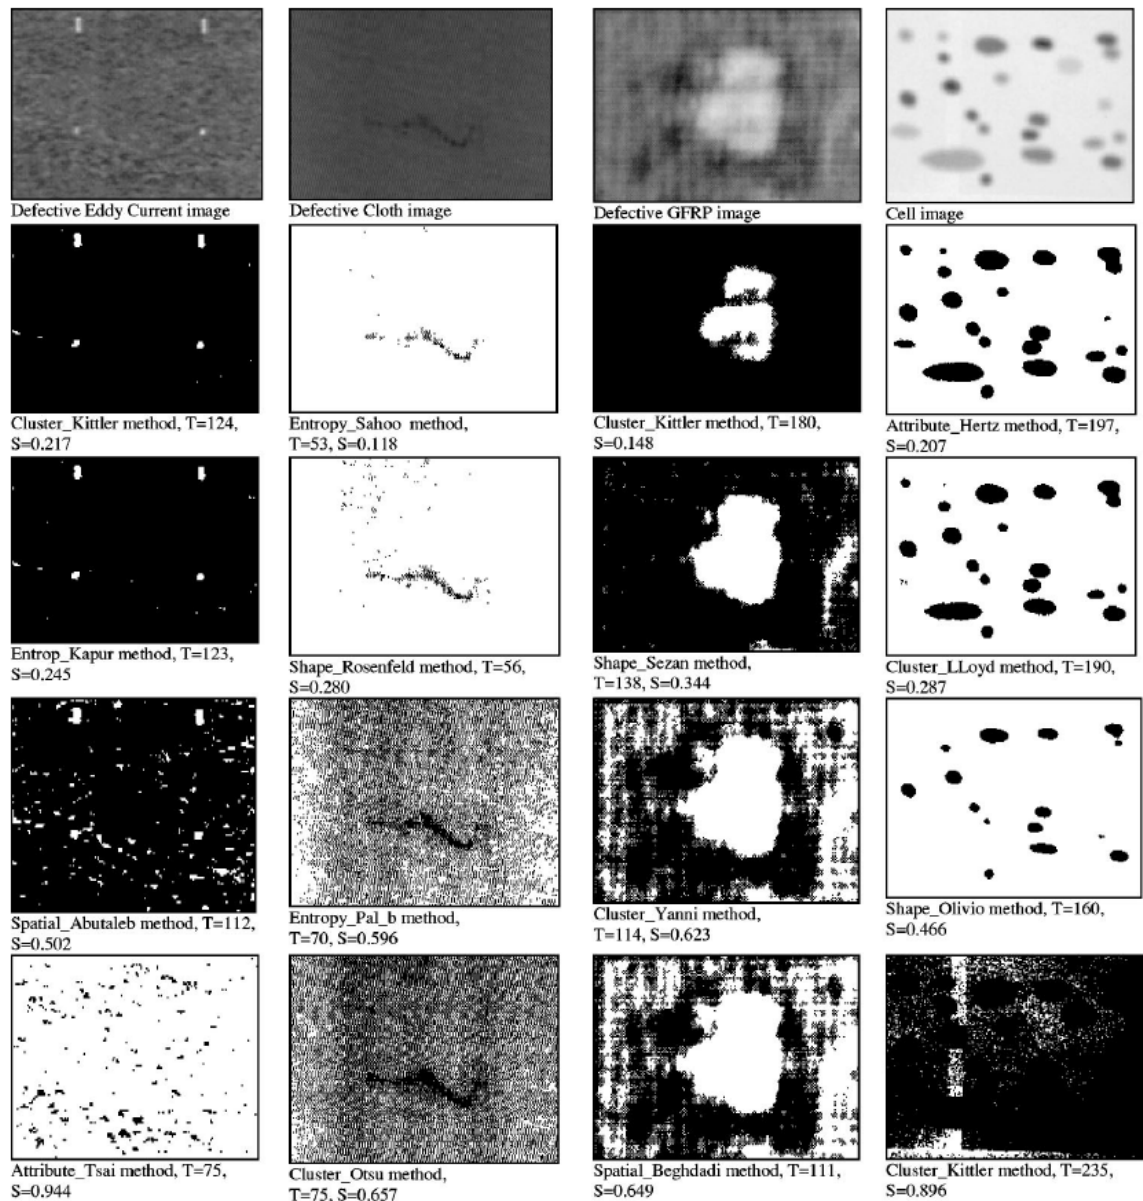 Defective Eddy Current image
Defective Cloth image
Defective GFRP image
Cell image
Cluster_Kittler method, T=124,
S=0.217
Entropy_Sahoo method,
T=53, S=0.118
Cluster_Kittler method, T=180,
S=0.148
Attribute_Hertz method, T=197,
S=0.207
Entrop_Kapur method, T=123,
S=0.245
Shape_Rosenfeld method, T=56,
S=0.280
Shape_Sezan method,
T=138, S=0.344
Cluster_LLoyd method, T=190,
S=0.287
Spatial_Abutaleb method, T=112,
S=0.502
Entropy_Pal_b method,
T=70, S=0.596
Cluster_Yanni method,
T=114, S=0.623
Shape_Olivio method, T=160,
S=0.466
Attribute_Tsai method, T=75,
S=0.944
Cluster_Otsu method,
T=75, S=0.657
Spatial_Beghdadi method, T=111,
S=0.649
Cluster_Kittler method, T=235,
S=0.896